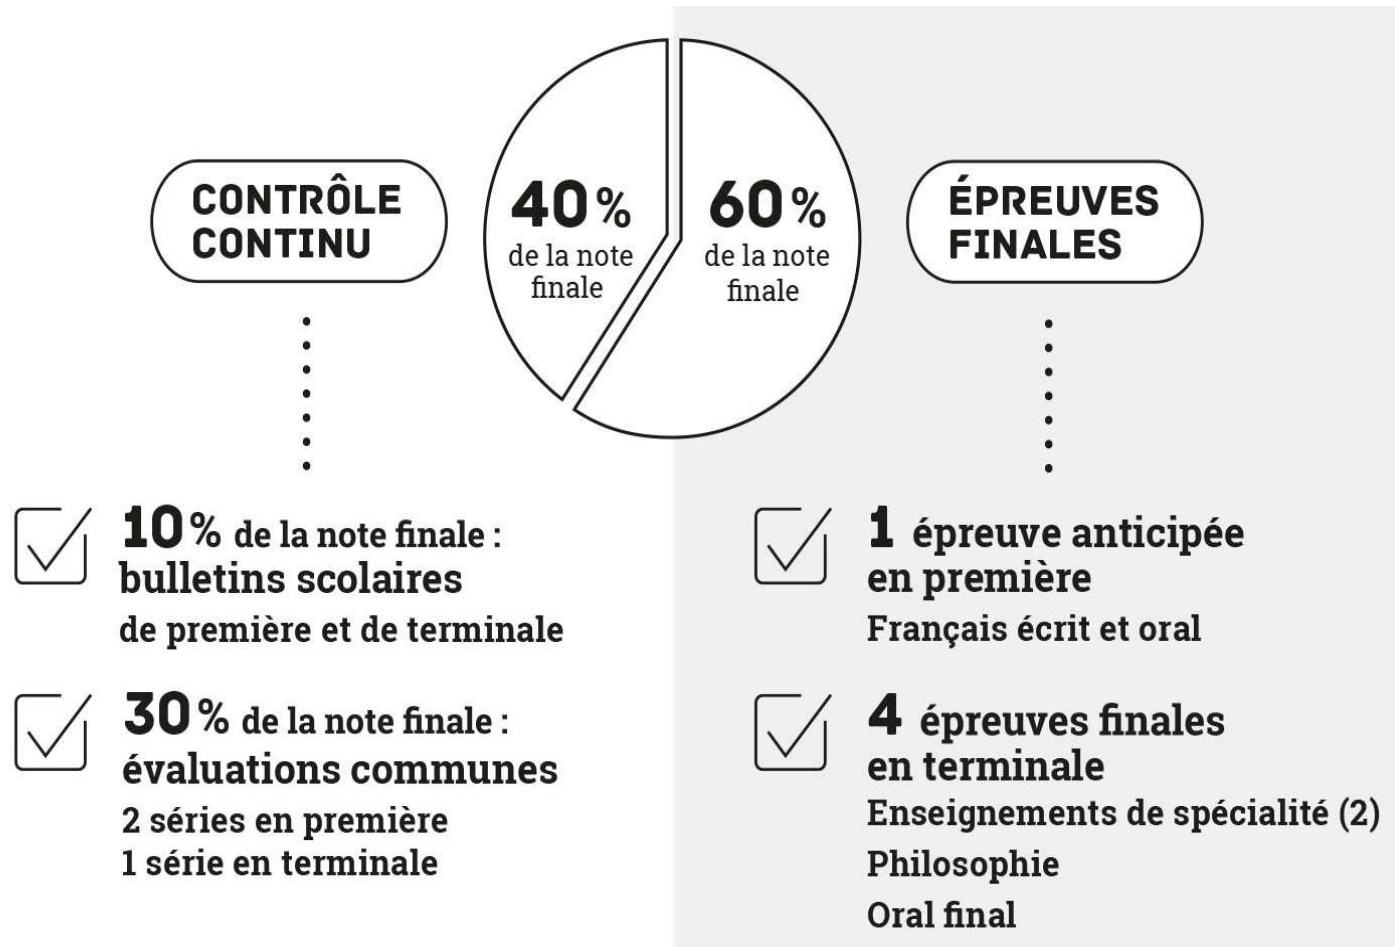 CONTRÔLE
CONTINU
40%
de la note
finale
60%
de la note
finale
ÉPREUVES
FINALES
10% de la note finale :
bulletins scolaires
de première et de terminale
30% de la note finale :
évaluations communes
2 séries en première
1 série en terminale
1 épreuve anticipée
en première
Français écrit et oral
4 épreuves finales
en terminale
Enseignements de spécialité (2)
Philosophie
Oral final